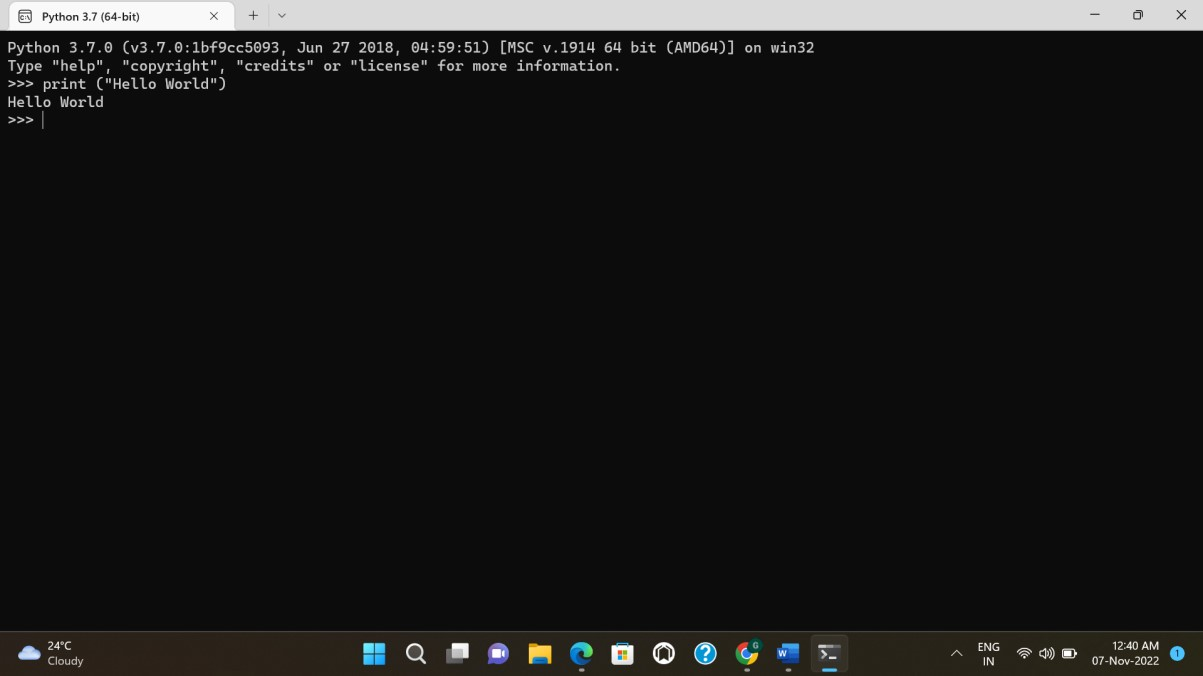 Python 3.7 (64-bit)
Python 3.7.0 (v3.7.0:1bf9cc5093, Jun 27 2018, 04:59:51) [MSC v.1914 64 bit (AMD64)] on win32
Type "help", "copyright", "credits" or "license" for more information.
>>> print ("Hello World")
Hello World
>>>
24°C
Cloudy
ENG
IN
12:40 AM
07-Nov-2022
1